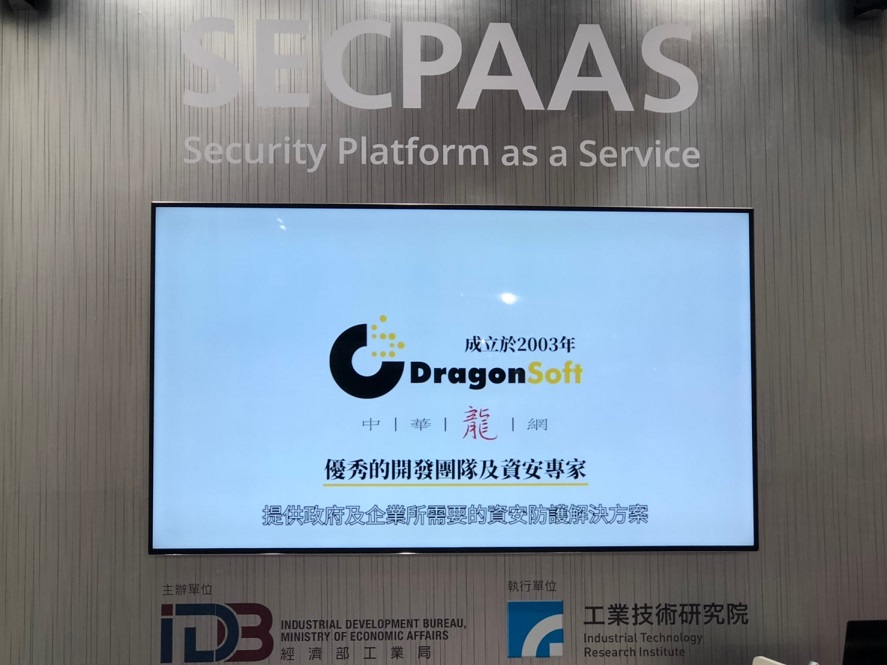 SECPAAS
Security Platform as a Service
成立於2003年
DragonSoft
中｜華｜龍｜網
優秀的開發團隊及資安專家
提供政府及企業所需要的資安防護解決方案
主辦單位
iDB
INDUSTRIAL DEVELOPMENT BUREAU,
MINISTRY OF ECONOMIC AFFAIRS
經濟部工業局
執行單位
工業技術研究院
Industrial Technology
Research Institute